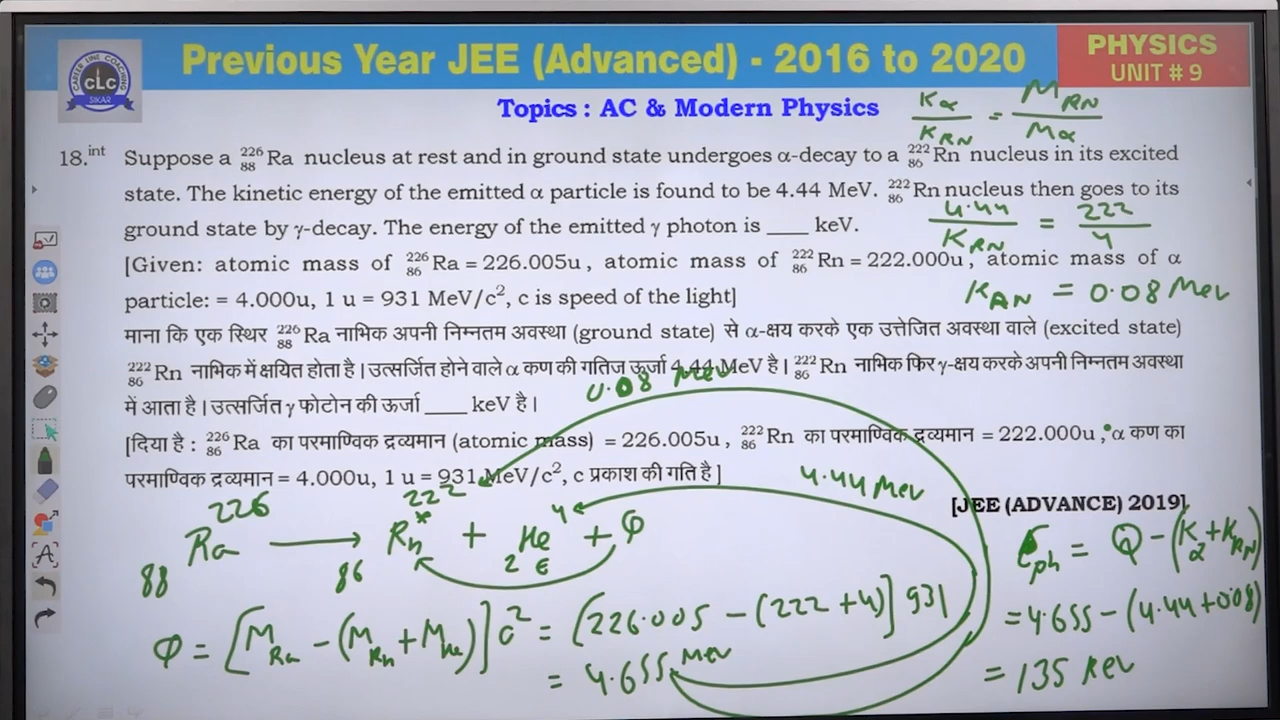 CAREER LINE COACHING
CLC
SIKAR
Previous Year JEE (Advanced) - 2016 to 2020
PHYSICS
UNIT # 9
Topics : AC & Modern Physics
Kα / KRN = MRN / Mα
18.int Suppose a ²²⁶₈₈Ra nucleus at rest and in ground state undergoes α-decay to a ²²²₈₆Rn nucleus in its excited
state. The kinetic energy of the emitted α particle is found to be 4.44 MeV. ²²²₈₆Rn nucleus then goes to its
ground state by γ-decay. The energy of the emitted γ photon is ____ keV.
4.44 / KRN = 222 / 4
[Given: atomic mass of ²²⁶₈₆Ra = 226.005u, atomic mass of ²²²₈₆Rn = 222.000u, atomic mass of α
particle: = 4.000u, 1 u = 931 MeV/c², c is speed of the light]
KRN = 0.08 MeV
माना कि एक स्थिर ²²⁶₈₈Ra नाभिक अपनी निम्नतम अवस्था (ground state) से α-क्षय करके एक उत्तेजित अवस्था वाले (excited state)
²²²₈₆Rn नाभिक में क्षयित होता है। उत्सर्जित होने वाले α कण की गतिज ऊर्जा 4.44 MeV है। ²²²₈₆Rn नाभिक फिर γ-क्षय करके अपनी निम्नतम अवस्था
में आता है। उत्सर्जित γ फोटोन की ऊर्जा ____ keV है।
0.08 MeV
[दिया है : ²²⁶₈₆Ra का परमाण्विक द्रव्यमान (atomic mass) = 226.005u, ²²²₈₆Rn का परमाण्विक द्रव्यमान = 222.000u, α कण का
परमाण्विक द्रव्यमान = 4.000u, 1 u = 931 MeV/c², c प्रकाश की गति है]
4.44 MeV
[JEE (ADVANCE) 2019]
₈₈Ra²²⁶ → ₈₆Rn*²²² + ₂He⁴ + Q
Eph = Q - (Kα + KRN)
Q = [MRa - (MRn + MHe)] c² = [226.005 - (222 + 4)] 931
= 4.655 - (4.44 + 0.08)
= 4.655 MeV
= 135 KeV